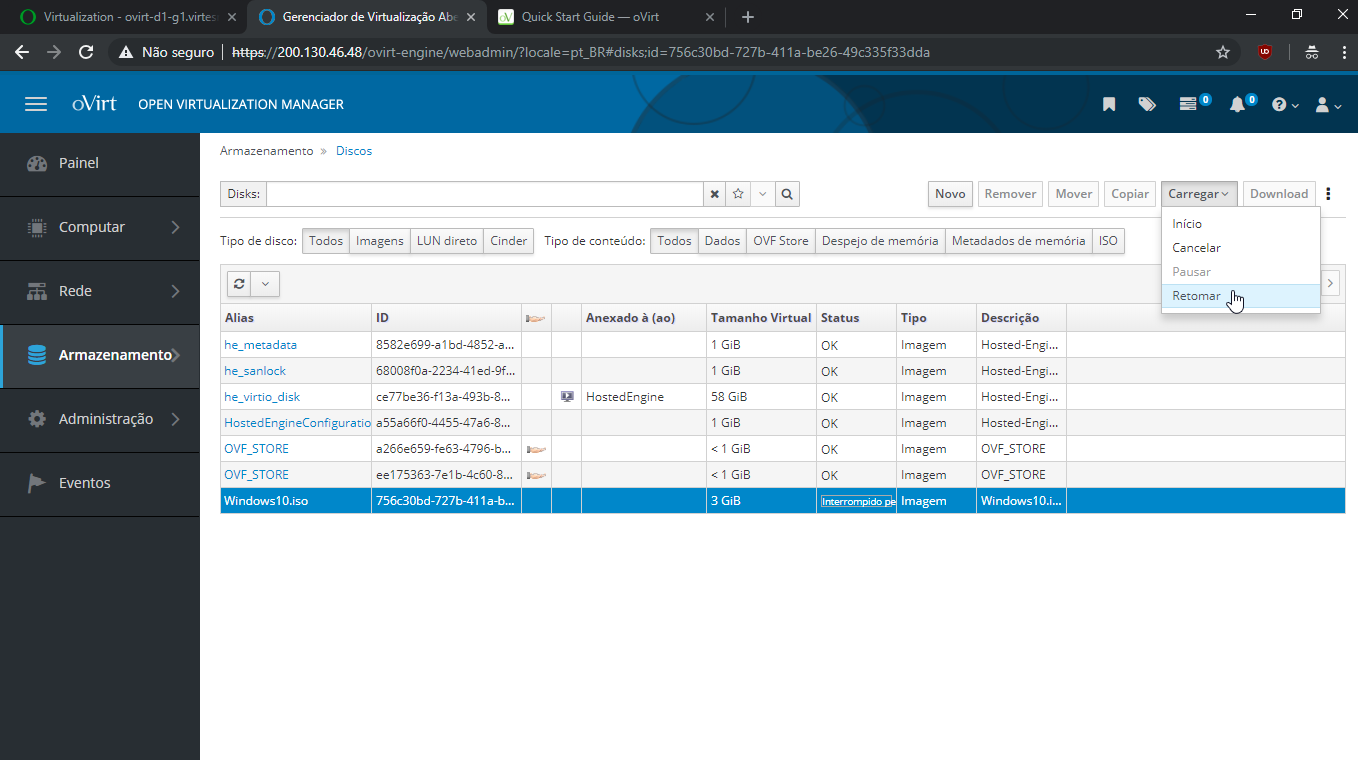 Virtualization - ovirt-d1-g1.virtes
Gerenciador de Virtualização Abe
Quick Start Guide — oVirt
Não seguro
https://200.130.46.48/ovirt-engine/webadmin/?locale=pt_BR#disks;id=756c30bd-727b-411a-be26-49c335f33dda
oVirt OPEN VIRTUALIZATION MANAGER
0 0
Painel
Computar
Rede
Armazenamento
Administração
Eventos
Armazenamento » Discos
Disks:
Novo Remover Mover Copiar Carregar Download
Início
Cancelar
Pausar
Retomar
Tipo de disco: Todos Imagens LUN direto Cinder Tipo de conteúdo: Todos Dados OVF Store Despejo de memória Metadados de memória ISO
Alias ID Anexado à (ao) Tamanho Virtual Status Tipo Descrição
he_metadata 8582e699-a1bd-4852-a... 1 GiB OK Imagem Hosted-Engi...
he_sanlock 68008f0a-2234-41ed-9f... 1 GiB OK Imagem Hosted-Engi...
he_virtio_disk ce77be36-f13a-493b-8... HostedEngine 58 GiB OK Imagem Hosted-Engi...
HostedEngineConfiguratio a55a66f0-4455-47a6-8... 1 GiB OK Imagem Hosted-Engi...
OVF_STORE a266e659-fe63-4796-b... < 1 GiB OK Imagem OVF_STORE
OVF_STORE ee175363-7e1b-4c60-8... < 1 GiB OK Imagem OVF_STORE
Windows10.iso 756c30bd-727b-411a-b... 3 GiB Interrompido pe Imagem Windows10.i...